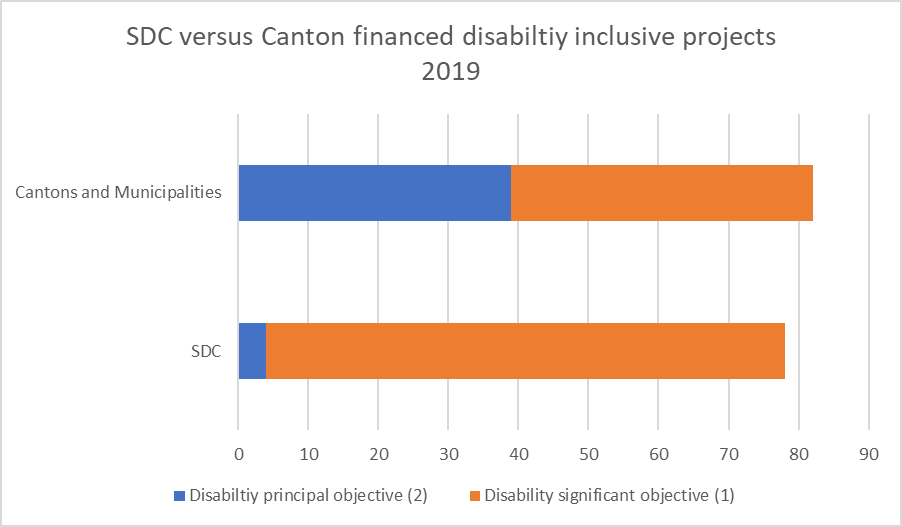 SDC versus Canton financed disabiltiy inclusive projects
2019
Cantons and Municipalities
SDC
0 10 20 30 40 50 60 70 80 90
Disabiltiy principal objective (2) Disability significant objective (1)